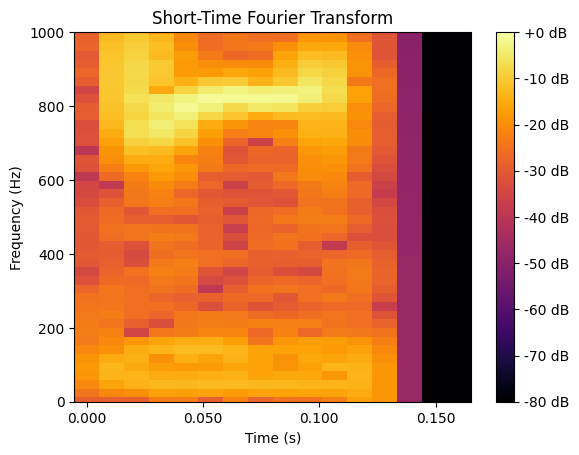 Short-Time Fourier Transform
1000
800
600
400
200
0
Frequency (Hz)
0.000
0.050
0.100
0.150
Time (s)
+0 dB
-10 dB
-20 dB
-30 dB
-40 dB
-50 dB
-60 dB
-70 dB
-80 dB